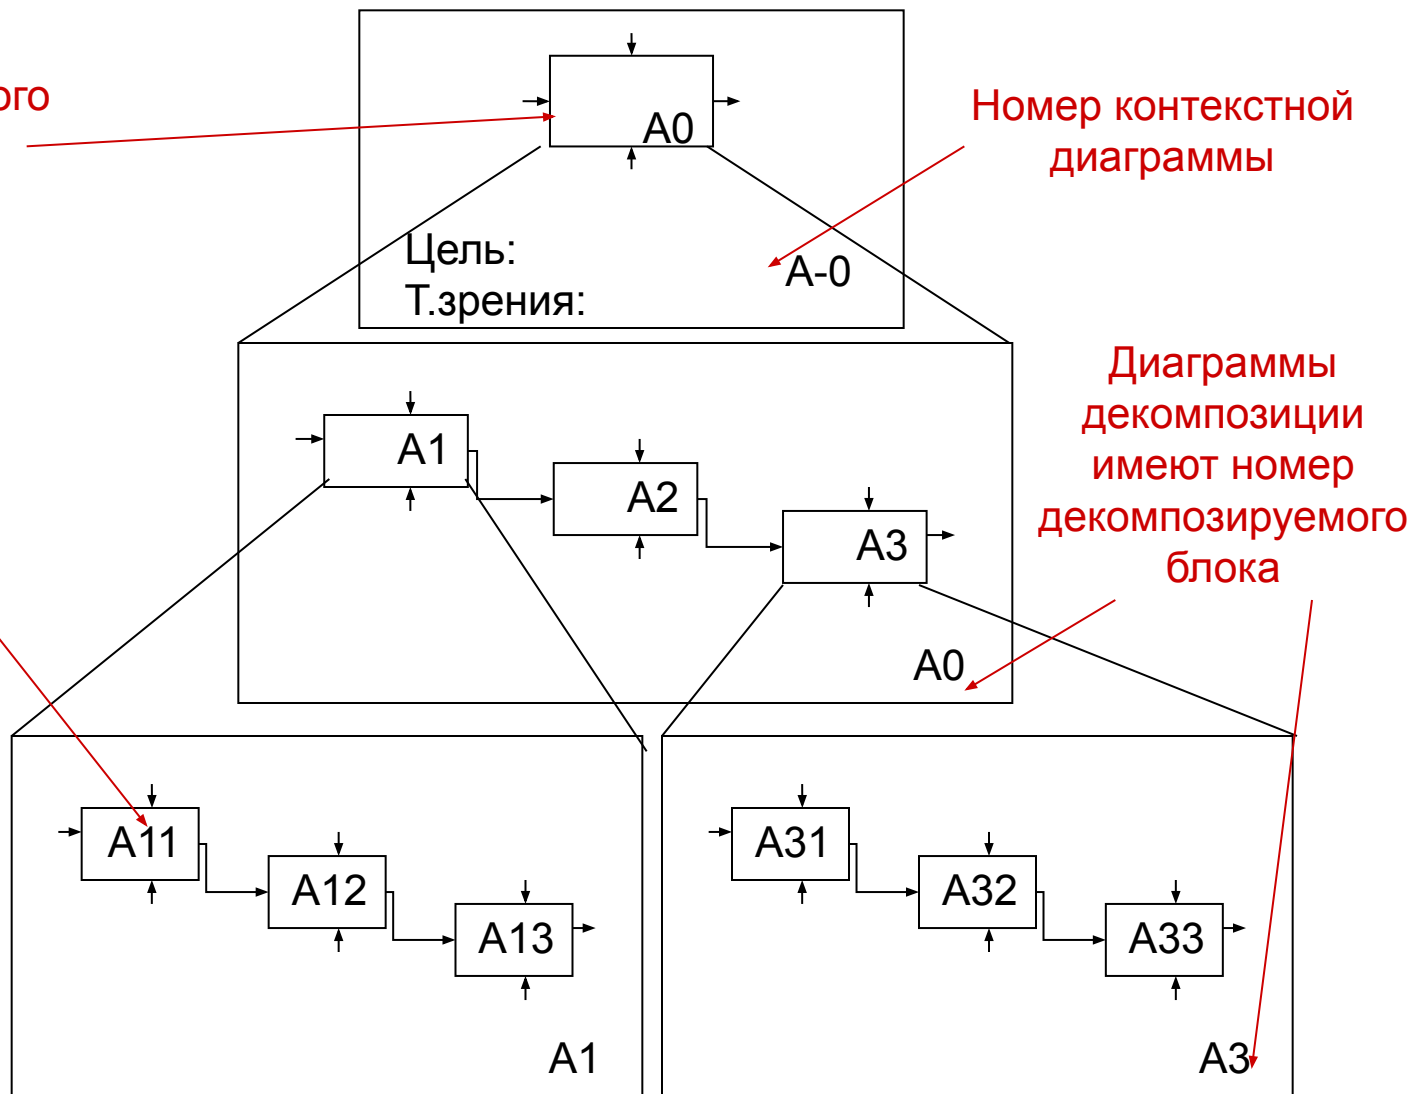 ого
A0
Номер контекстной
диаграммы
Цель:
Т.зрения:
A-0
Диаграммы
декомпозиции
имеют номер
декомпозируемого
блока
A1
A2
A3
A0
A11
A12
A13
A1
A31
A32
A33
A3